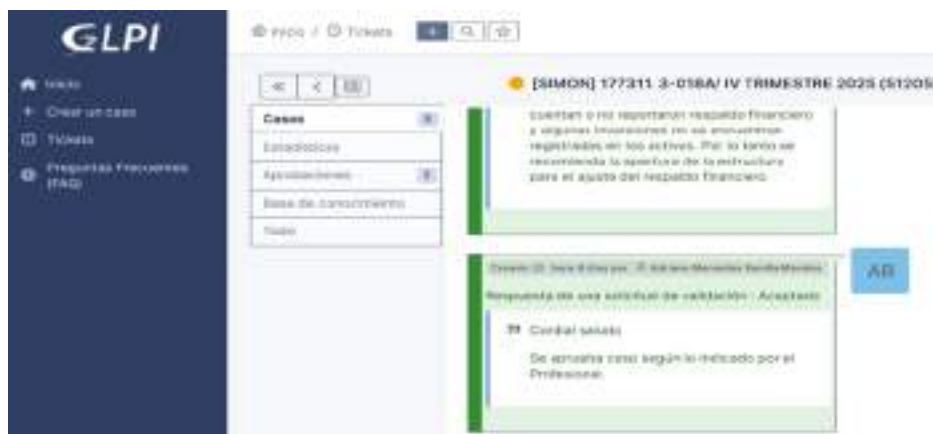 GLPI
Inicio / Tickets
Inicio
+ Crear un caso
Tickets
Preguntas Frecuentes
(FAQ)
[SIMON] 177311 3-018A/ IV TRIMESTRE 2025 (51205
Casos
Estadísticas
Aprobaciones
Base de conocimiento
Todo
cuentan o no reportaron respaldo financiero
y algunas inversiones no se encuentran
registradas en los activos. Por lo tanto se
recomienda la apertura de la estructura
para el ajuste del respaldo financiero.
AB
Respuesta de una solicitud de validación : Aceptado
Cordial saludo
Se aprueba caso según lo indicado por el
Profesional.